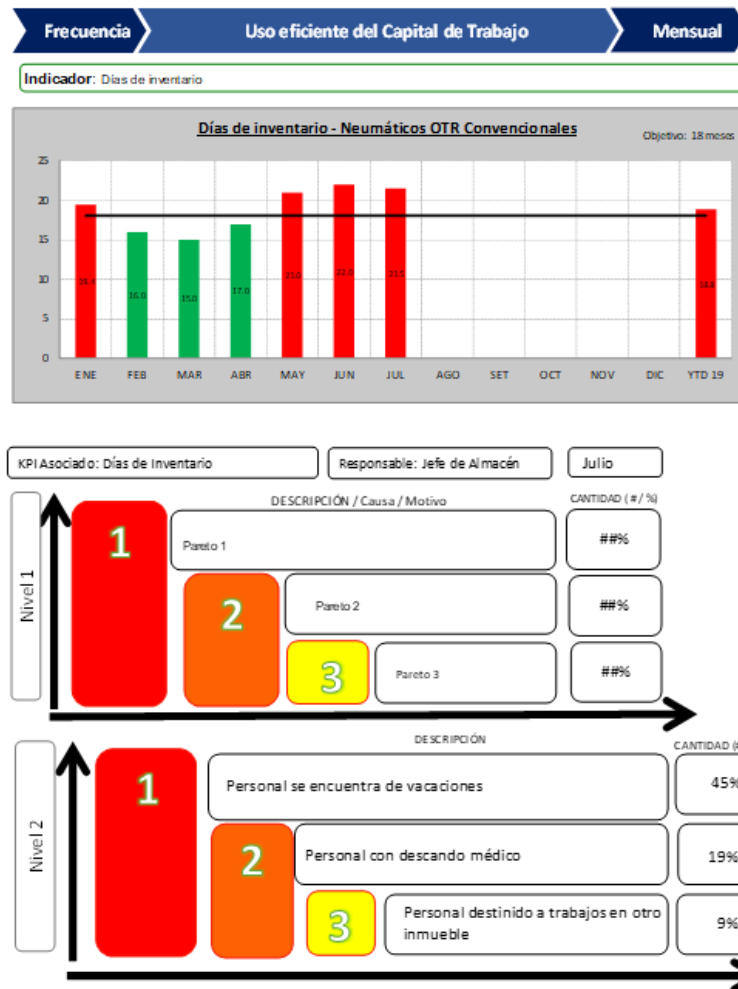 Frecuencia
Uso eficiente del Capital de Trabajo
Mensual
Indicador: Días de inventario
Días de inventario - Neumáticos OTR Convencionales
Objetivo: 18 meses
25
20
15
10
5
0
16.0
15.0
17.0
21.0
22.0
21.5
ENE FEB MAR ABR MAY JUN JUL AGO SET OCT NOV DIC YTD 19
KPI Asociado: Días de Inventario
Responsable: Jefe de Almacén
Julio
Nivel 1
DESCRIPCIÓN / Causa / Motivo
CANTIDAD ( # / %)
1
Pareto 1
##%
2
Pareto 2
##%
3
Pareto 3
##%
Nivel 2
DESCRIPCIÓN
CANTIDAD (
1
Personal se encuentra de vacaciones
45%
2
Personal con descando médico
19%
3
Personal destinido a trabajos en otro
inmueble
9%